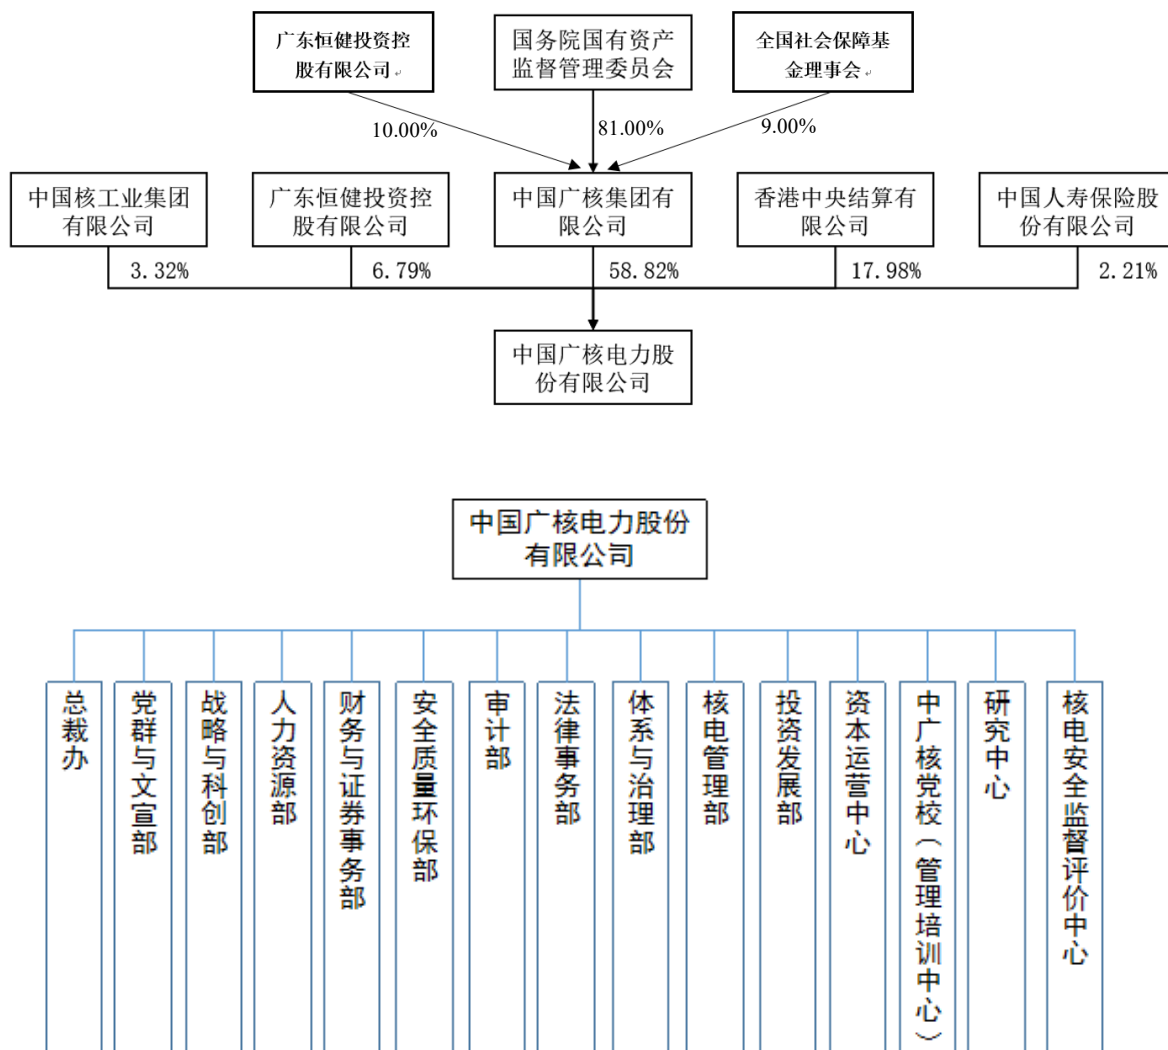 广东恒健投资控
股有限公司
国务院国有资产
监督管理委员会
全国社会保障基
金理事会
10.00%
81.00%
9.00%
中国核工业集团
有限公司
广东恒健投资控
股有限公司
中国广核集团有
限公司
香港中央结算有
限公司
中国人寿保险股
份有限公司
3.32%
6.79%
58.82%
17.98%
2.21%
中国广核电力股
份有限公司
中国广核电力股份
有限公司
总裁办
党群与文宣部
战略与科创部
人力资源部
财务与证券事务部
安全质量环保部
审计部
法律事务部
体系与治理部
核电管理部
投资发展部
资本运营中心
中广核党校（管理培训中心）
研究中心
核电安全监督评价中心